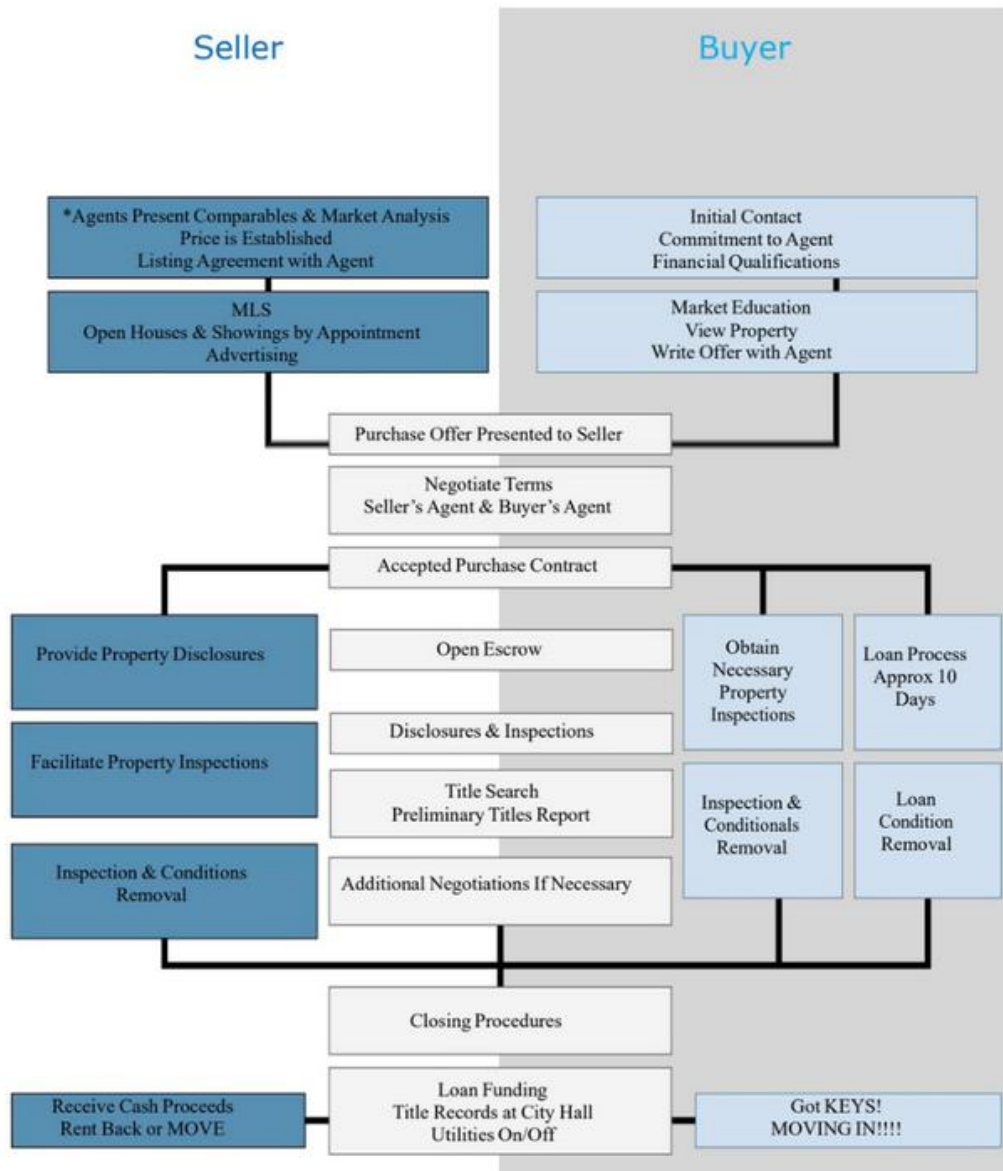 Seller
Buyer
*Agents Present Comparables & Market Analysis
Price is Established
Listing Agreement with Agent
Initial Contact
Commitment to Agent
Financial Qualifications
MLS
Open Houses & Showings by Appointment
Advertising
Market Education
View Property
Write Offer with Agent
Purchase Offer Presented to Seller
Negotiate Terms
Seller's Agent & Buyer's Agent
Accepted Purchase Contract
Provide Property Disclosures
Open Escrow
Obtain
Necessary
Property
Inspections
Loan Process
Approx 10
Days
Facilitate Property Inspections
Disclosures & Inspections
Title Search
Preliminary Titles Report
Inspection &
Conditionals
Removal
Loan
Condition
Removal
Inspection & Conditions
Removal
Additional Negotiations If Necessary
Closing Procedures
Receive Cash Proceeds
Rent Back or MOVE
Loan Funding
Title Records at City Hall
Utilities On/Off
Got KEYS!
MOVING IN!!!!